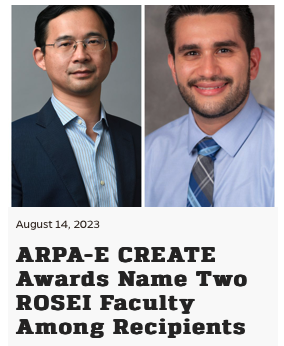 August 14, 2023
ARPA-E CREATE
Awards Name Two
ROSEI Faculty
Among Recipients